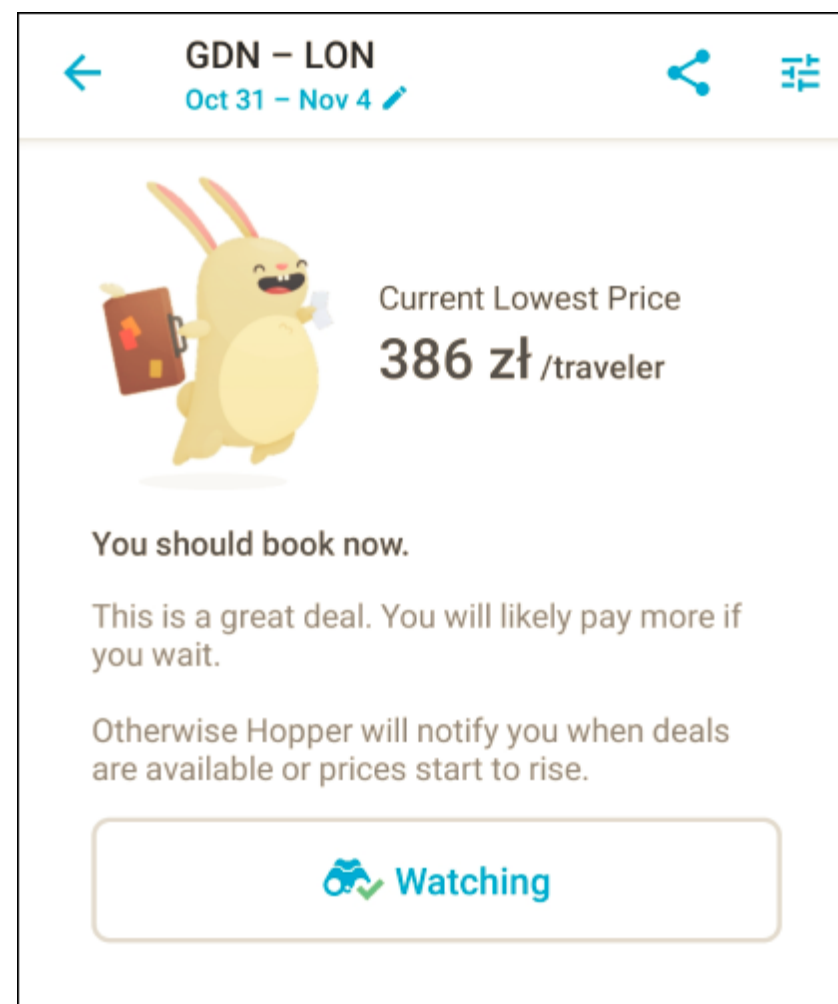 GDN – LON
Oct 31 – Nov 4
Current Lowest Price
386 zł /traveler
You should book now.
This is a great deal. You will likely pay more if
you wait.
Otherwise Hopper will notify you when deals
are available or prices start to rise.
Watching